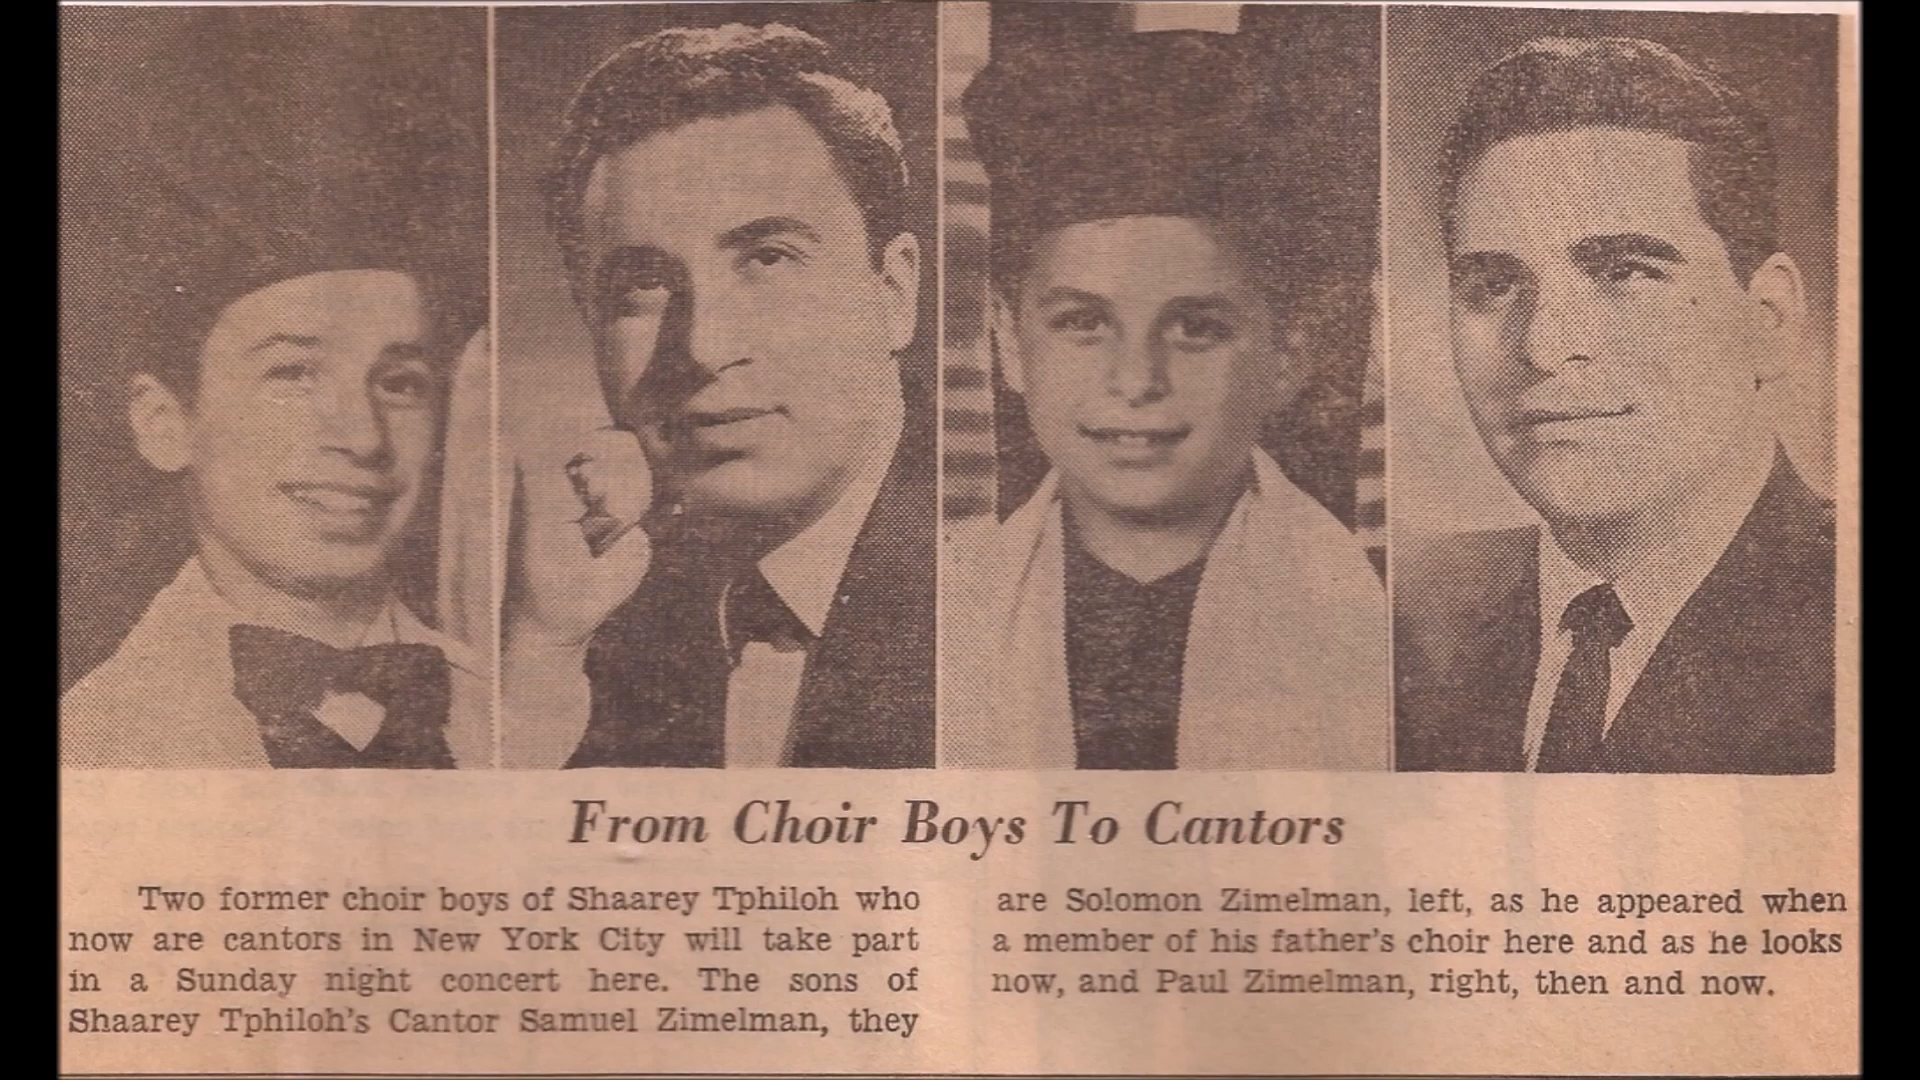 From Choir Boys To Cantors
Two former choir boys of Shaarey Tphiloh who
now are cantors in New York City will take part
in a Sunday night concert here. The sons of
Shaarey Tphiloh's Cantor Samuel Zimelman, they
are Solomon Zimelman, left, as he appeared when
a member of his father's choir here and as he looks
now, and Paul Zimelman, right, then and now.